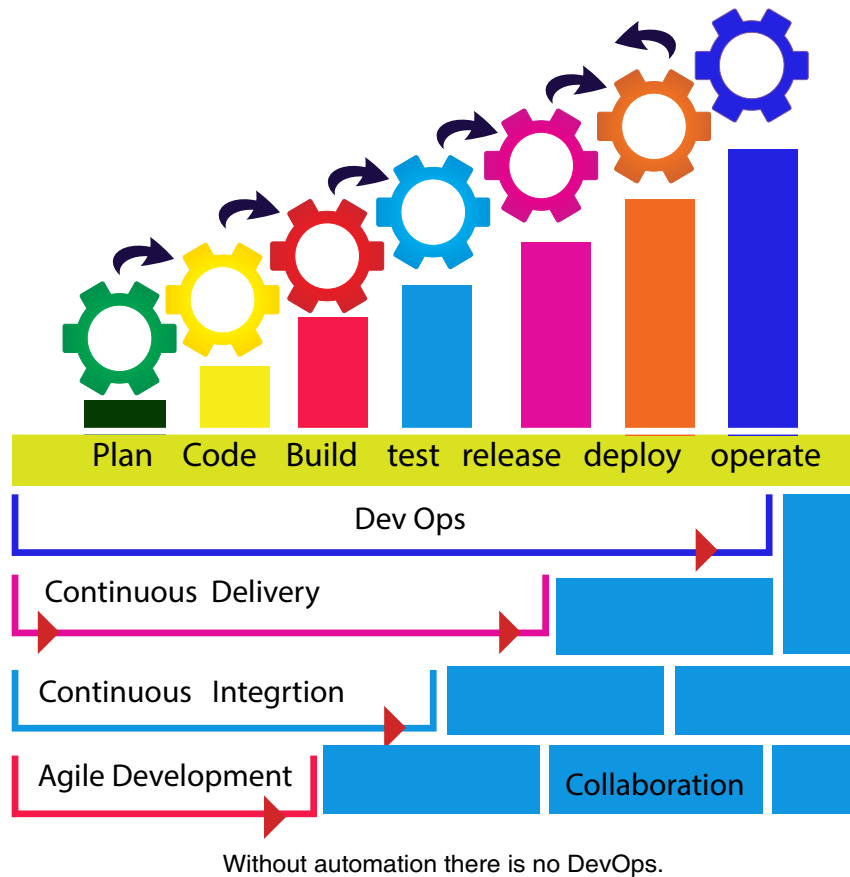 Plan Code Build test release deploy operate
Dev Ops
Continuous Delivery
Continuous Integrtion
Agile Development
Collaboration
Without automation there is no DevOps.